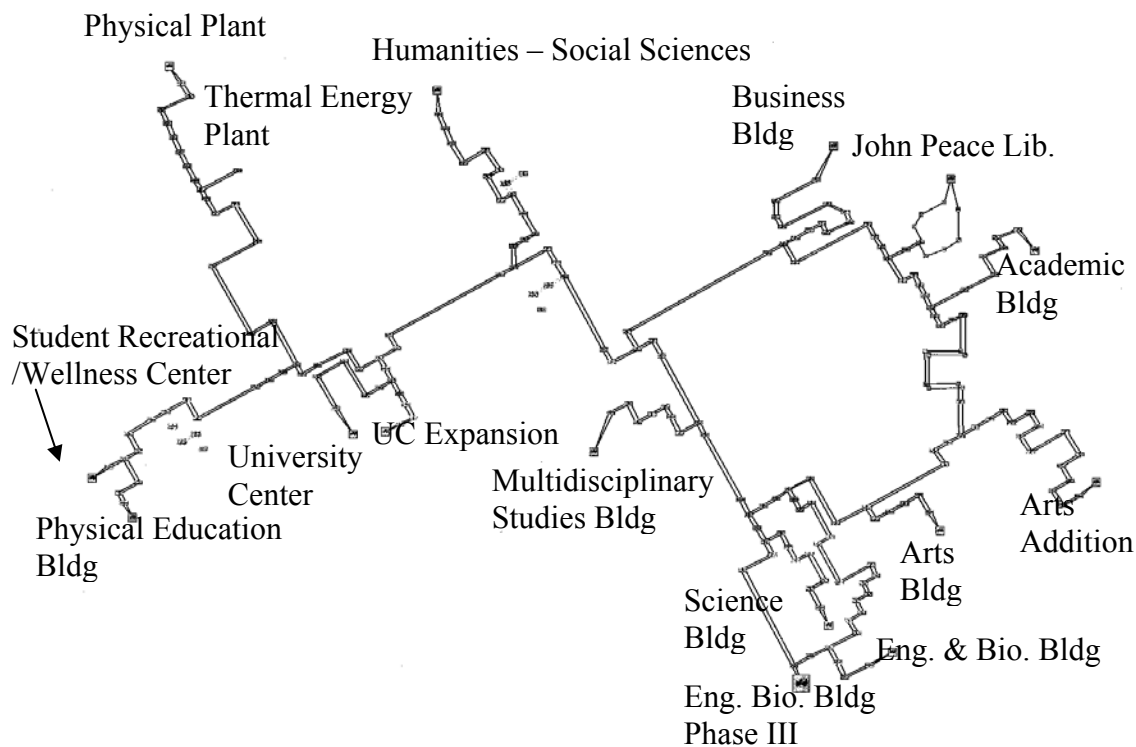 Physical Plant
Humanities – Social Sciences
Thermal Energy
Plant
Business
Bldg
John Peace Lib.
Academic
Bldg
Student Recreational
/Wellness Center
UC Expansion
University
Center
Multidisciplinary
Studies Bldg
Physical Education
Bldg
Arts
Addition
Arts
Bldg
Science
Bldg
Eng. & Bio. Bldg
Eng. Bio. Bldg
Phase III